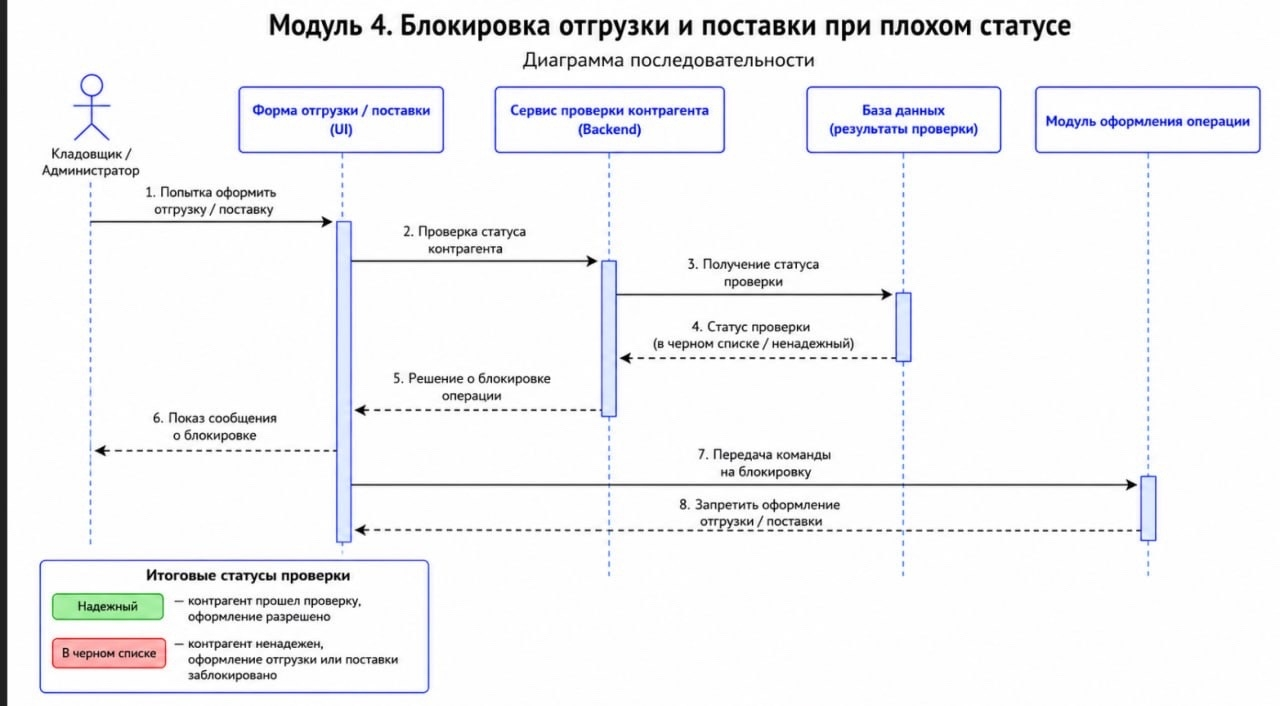 Модуль 4. Блокировка отгрузки и поставки при плохом статусе
Диаграмма последовательности
Кладовщик /
Администратор
Форма отгрузки / поставки
(UI)
Сервис проверки контрагента
(Backend)
База данных
(результаты проверки)
Модуль оформления операции
1. Попытка оформить
отгрузку / поставку
2. Проверка статуса
контрагента
3. Получение статуса
проверки
4. Статус проверки
(в черном списке / ненадежный)
5. Решение о блокировке
операции
6. Показ сообщения
о блокировке
7. Передача команды
на блокировку
8. Запретить оформление
отгрузки / поставки
Итоговые статусы проверки
Надежный
— контрагент прошел проверку,
оформление разрешено
В черном списке
— контрагент ненадежен,
оформление отгрузки или поставки
заблокировано